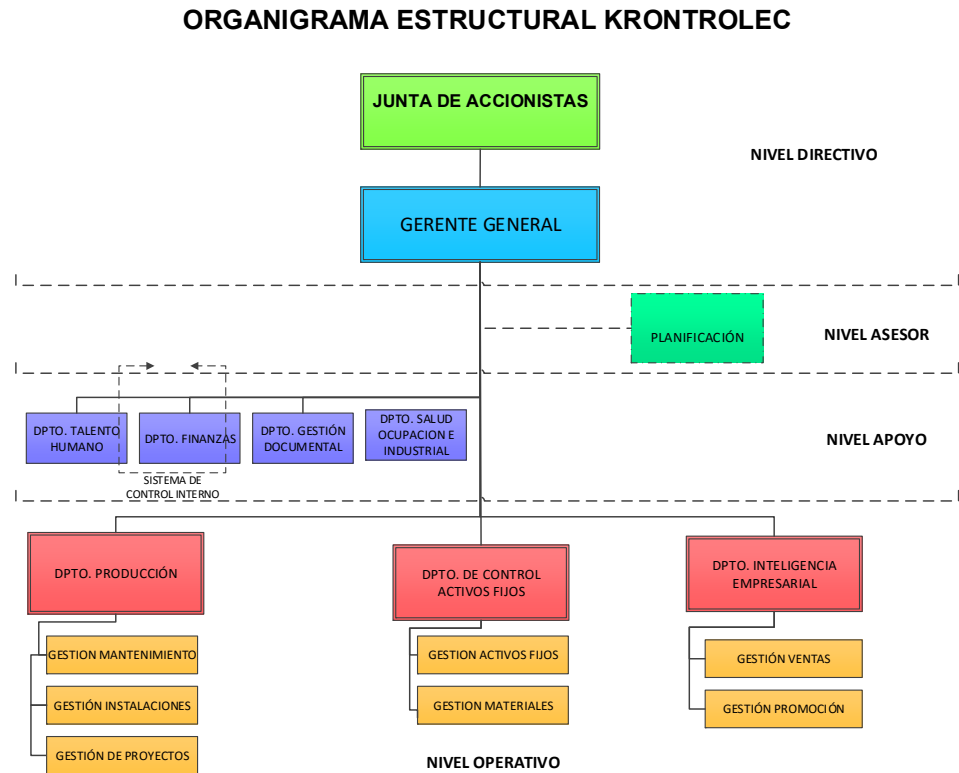 ORGANIGRAMA ESTRUCTURAL KRONTROLEC
JUNTA DE ACCIONISTAS
NIVEL DIRECTIVO
GERENTE GENERAL
PLANIFICACIÓN
NIVEL ASESOR
DPTO. TALENTO
HUMANO
DPTO. FINANZAS
DPTO. GESTIÓN
DOCUMENTAL
DPTO. SALUD
OCUPACION E
INDUSTRIAL
NIVEL APOYO
SISTEMA DE
CONTROL INTERNO
DPTO. PRODUCCIÓN
DPTO. DE CONTROL
ACTIVOS FIJOS
DPTO. INTELIGENCIA
EMPRESARIAL
GESTION MANTENIMIENTO
GESTIÓN INSTALACIONES
GESTIÓN DE PROYECTOS
GESTION ACTIVOS FIJOS
GESTION MATERIALES
GESTIÓN VENTAS
GESTIÓN PROMOCIÓN
NIVEL OPERATIVO